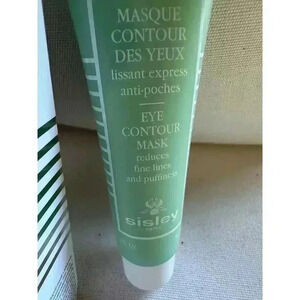 MASQUE
CONTOUR
DES YEUX
lissant express
anti-poches
EYE
CONTOUR
MASK
reduces
fine lines
and puffiness
sisley